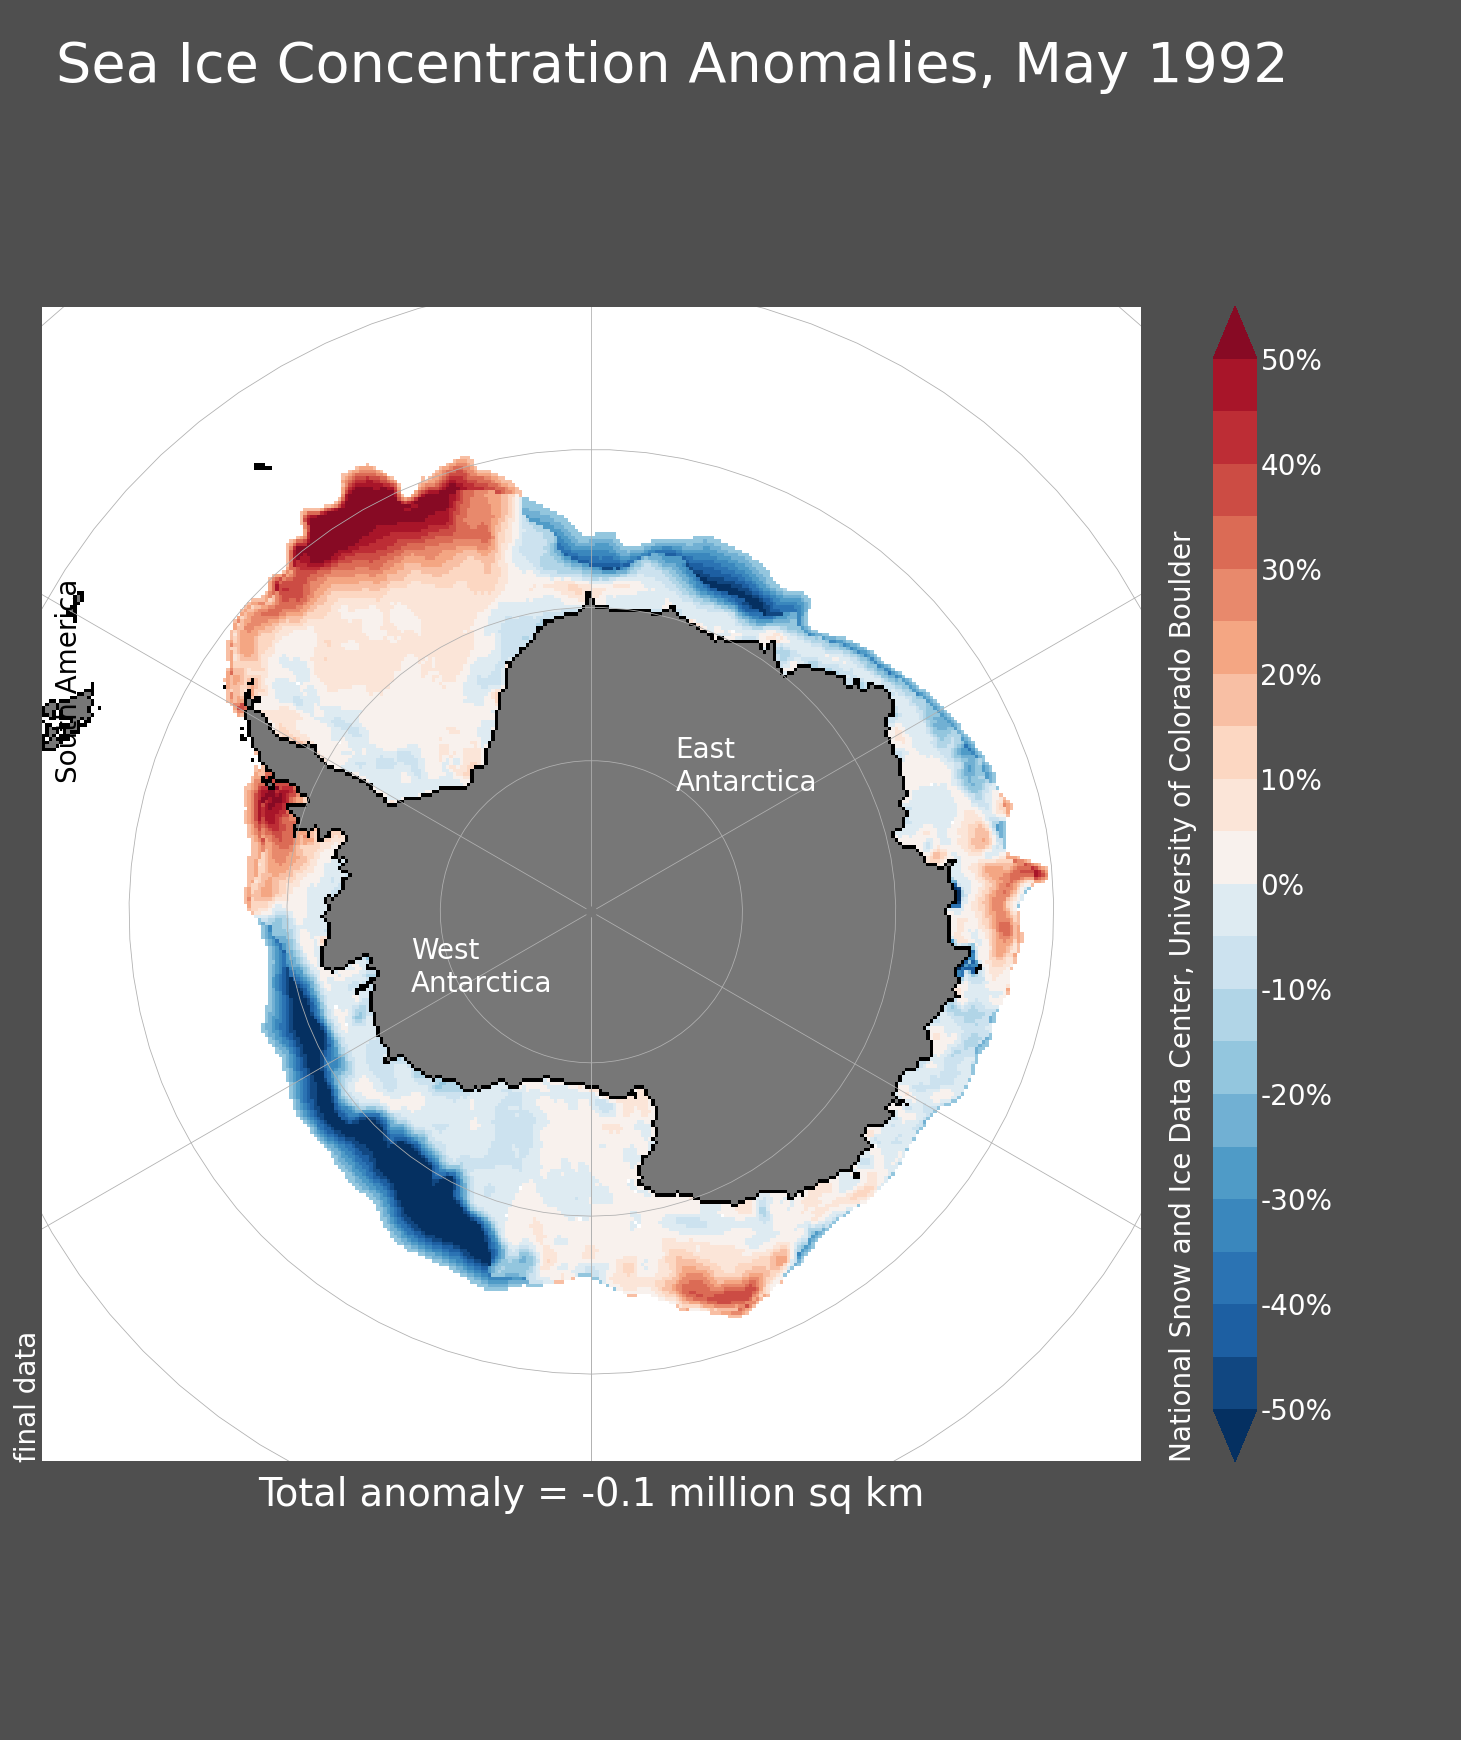 Sea Ice Concentration Anomalies, May 1992
South America
East
Antarctica
West
Antarctica
final data
National Snow and Ice Data Center, University of Colorado Boulder
50%
40%
30%
20%
10%
0%
-10%
-20%
-30%
-40%
-50%
Total anomaly = -0.1 million sq km